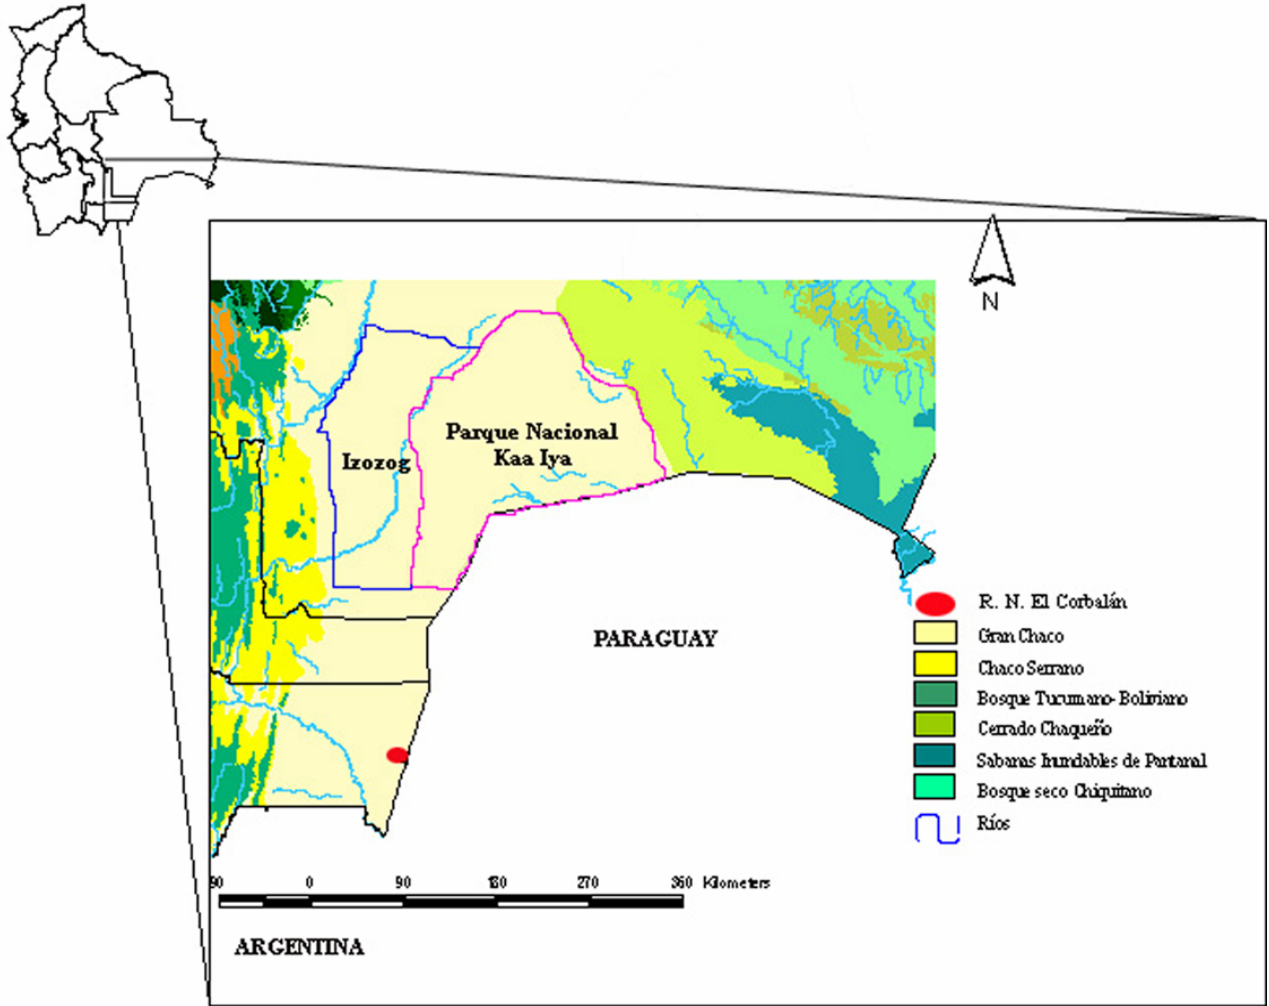 N
Parque Nacional
Kaa Iya
Izozog
PARAGUAY
R. N. El Corbalán
Gran Chaco
Chaco Serrano
Bosque Tucumano-Boliviano
Cerrado Chaqueño
Sabanas Inundables de Pantanal
Bosque seco Chiquitano
Ríos
90 0 90 180 270 360 Kilometers
ARGENTINA